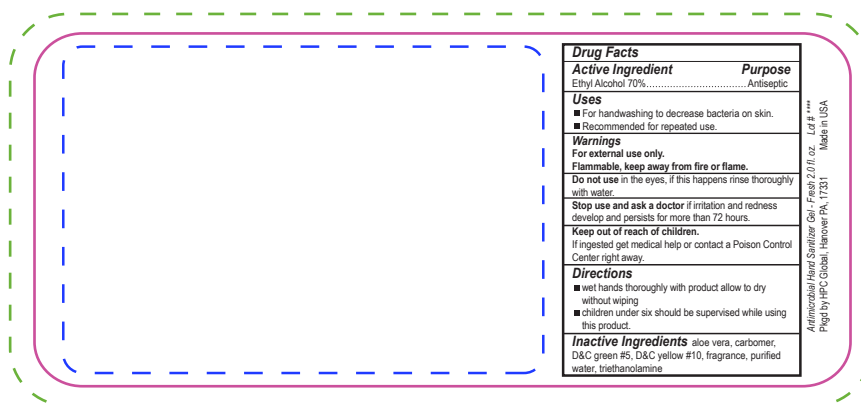 Drug Facts
Active Ingredient Purpose
Ethyl Alcohol 70%.................................. Antiseptic
Uses
■ For handwashing to decrease bacteria on skin.
■ Recommended for repeated use.
Warnings
For external use only.
Flammable, keep away from fire or flame.
Do not use in the eyes, if this happens rinse thoroughly
with water.
Stop use and ask a doctor if irritation and redness
develop and persists for more than 72 hours.
Keep out of reach of children.
If ingested get medical help or contact a Poison Control
Center right away.
Directions
■ wet hands thoroughly with product allow to dry
without wiping
■ children under six should be supervised while using
this product.
Inactive Ingredients aloe vera, carbomer,
D&C green #5, D&C yellow #10, fragrance, purified
water, triethanolamine
Antimicrobial Hand Sanitizer Gel - Fresh 2.0 fl. oz. Lot # ****
Pkgd by HPC Global, Hanover PA, 17331 Made in USA